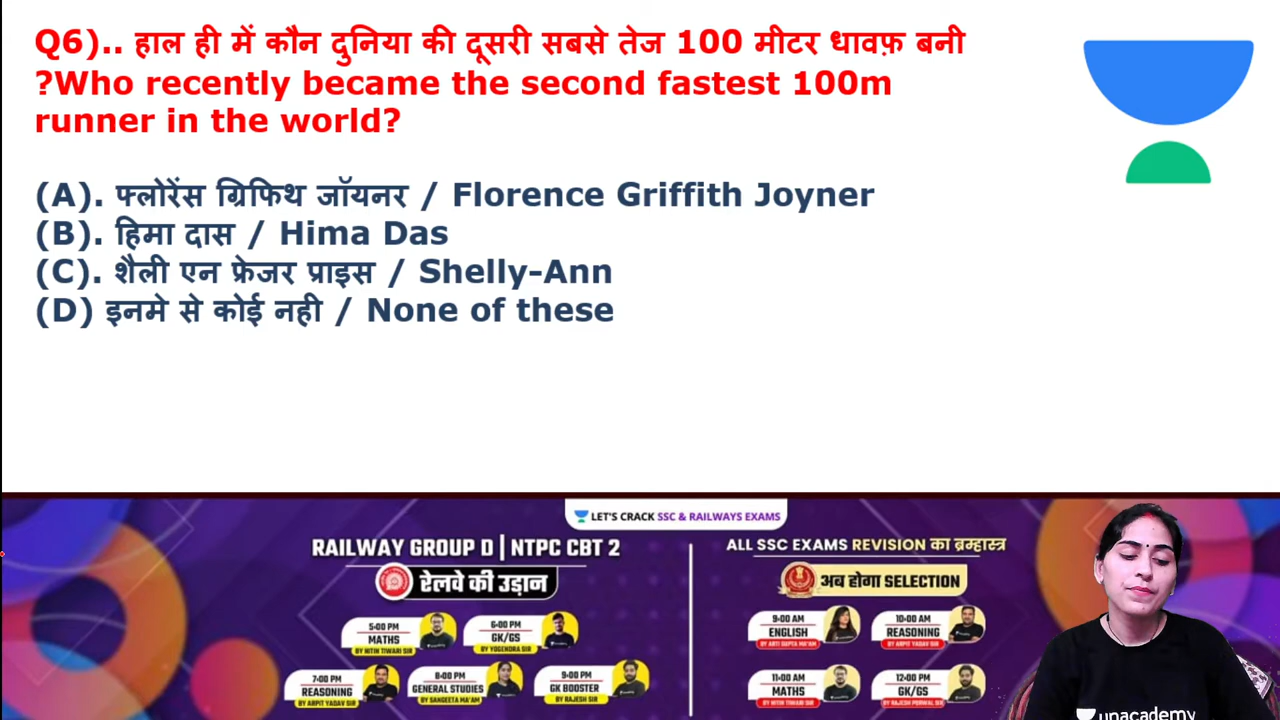 Q6).. हाल ही में कौन दुनिया की दूसरी सबसे तेज 100 मीटर धावफ़ बनी
?Who recently became the second fastest 100m
runner in the world?
(A). फ्लोरेंस ग्रिफिथ जॉयनर / Florence Griffith Joyner
(B). हिमा दास / Hima Das
(C). शैली एन फ्रेजर प्राइस / Shelly-Ann
(D) इनमे से कोई नही / None of these
LET'S CRACK SSC & RAILWAYS EXAMS
RAILWAY GROUP D | NTPC CBT 2
रेलवे की उड़ान
5:00 PM
MATHS
BY NITIN TIWARI SIR
6:00 PM
GK/GS
BY YOGENDRA SIR
7:00 PM
REASONING
BY ARPIT YADAV SIR
8:00 PM
GENERAL STUDIES
BY SANGEETA MA'AM
9:00 PM
GK BOOSTER
BY RAJESH SIR
ALL SSC EXAMS REVISION का ब्रम्हास्त्र
अब होगा SELECTION
9:00 AM
ENGLISH
BY ARTI GUPTA MA'AM
10:00 AM
REASONING
BY ARPIT YADAV SIR
11:00 AM
MATHS
BY NITIN TIWARI SIR
12:00 PM
GK/GS
BY RAJESH PERWAL SIR
unacademy